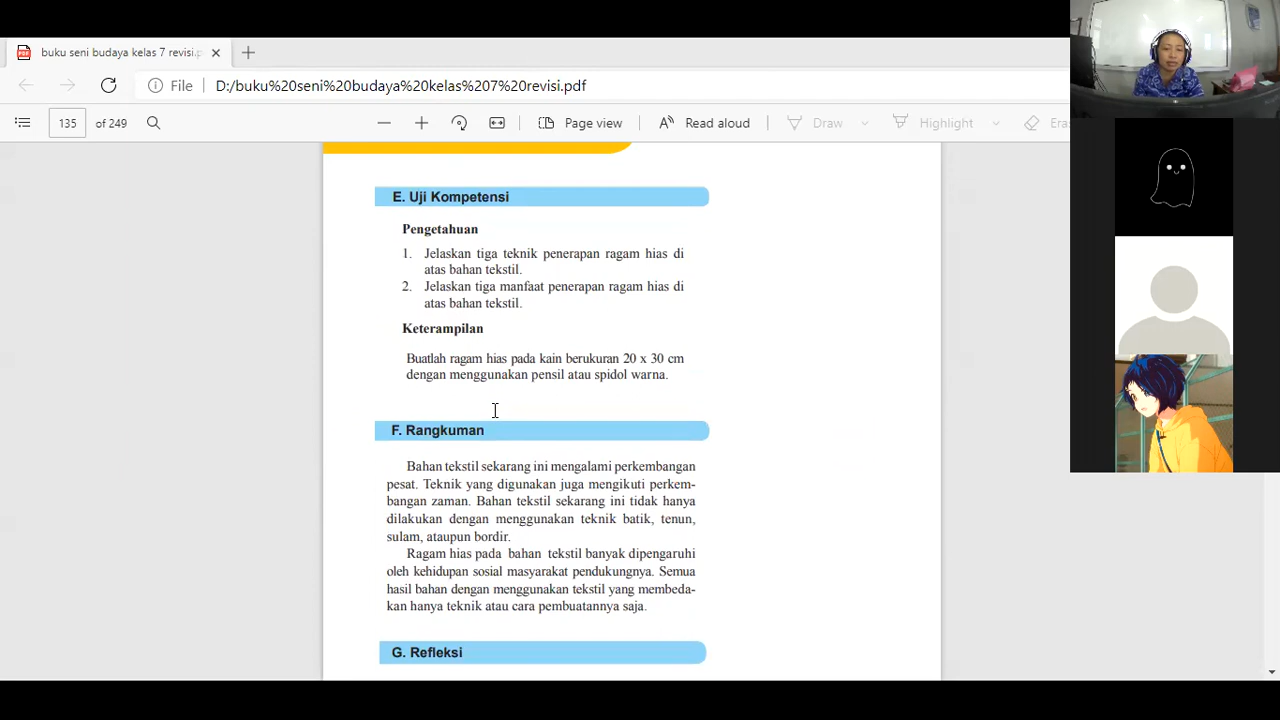 buku seni budaya kelas 7 revisi.p
File
D:/buku%20seni%20budaya%20kelas%207%20revisi.pdf
135 of 249
Page view
Read aloud
Draw
Highlight
Era
E. Uji Kompetensi
Pengetahuan
1. Jelaskan tiga teknik penerapan ragam hias di
atas bahan tekstil.
2. Jelaskan tiga manfaat penerapan ragam hias di
atas bahan tekstil.
Keterampilan
Buatlah ragam hias pada kain berukuran 20 x 30 cm
dengan menggunakan pensil atau spidol warna.
F. Rangkuman
Bahan tekstil sekarang ini mengalami perkembangan
pesat. Teknik yang digunakan juga mengikuti perkem-
bangan zaman. Bahan tekstil sekarang ini tidak hanya
dilakukan dengan menggunakan teknik batik, tenun,
sulam, ataupun bordir.
Ragam hias pada bahan tekstil banyak dipengaruhi
oleh kehidupan sosial masyarakat pendukungnya. Semua
hasil bahan dengan menggunakan tekstil yang membeda-
kan hanya teknik atau cara pembuatannya saja.
G. Refleksi